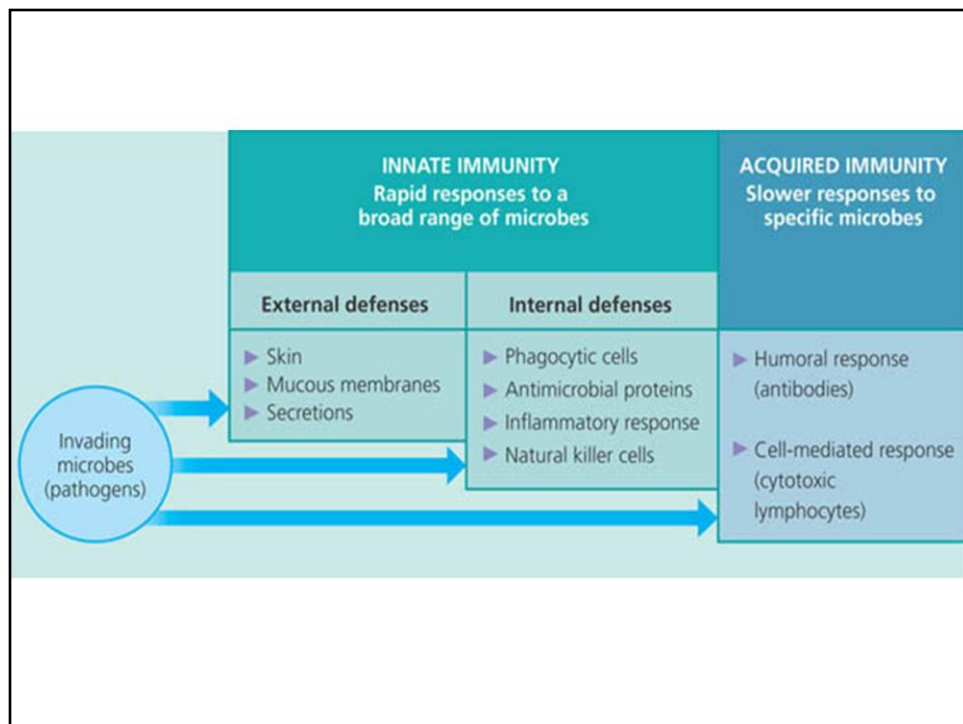 INNATE IMMUNITY
Rapid responses to a
broad range of microbes
ACQUIRED IMMUNITY
Slower responses to
specific microbes
External defenses
Internal defenses
▶ Skin
▶ Mucous membranes
▶ Secretions
▶ Phagocytic cells
▶ Antimicrobial proteins
▶ Inflammatory response
▶ Natural killer cells
▶ Humoral response
(antibodies)
▶ Cell-mediated response
(cytotoxic
lymphocytes)
Invading
microbes
(pathogens)